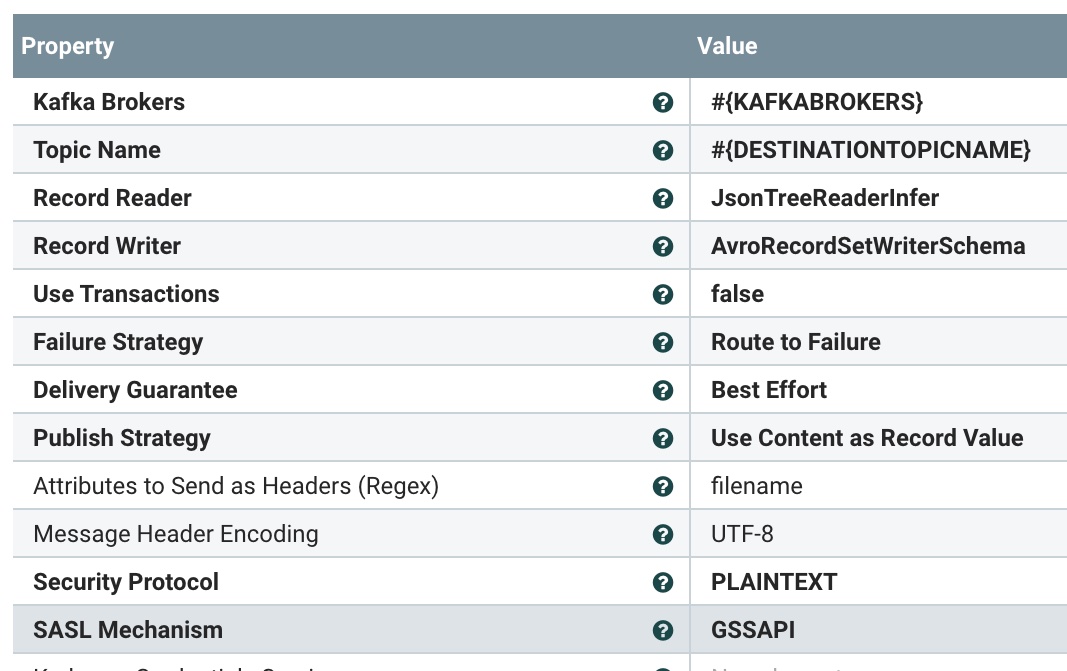 Property Value
Kafka Brokers #{KAFKABROKERS}
Topic Name #{DESTINATIONTOPICNAME}
Record Reader JsonTreeReaderInfer
Record Writer AvroRecordSetWriterSchema
Use Transactions false
Failure Strategy Route to Failure
Delivery Guarantee Best Effort
Publish Strategy Use Content as Record Value
Attributes to Send as Headers (Regex) filename
Message Header Encoding UTF-8
Security Protocol PLAINTEXT
SASL Mechanism GSSAPI